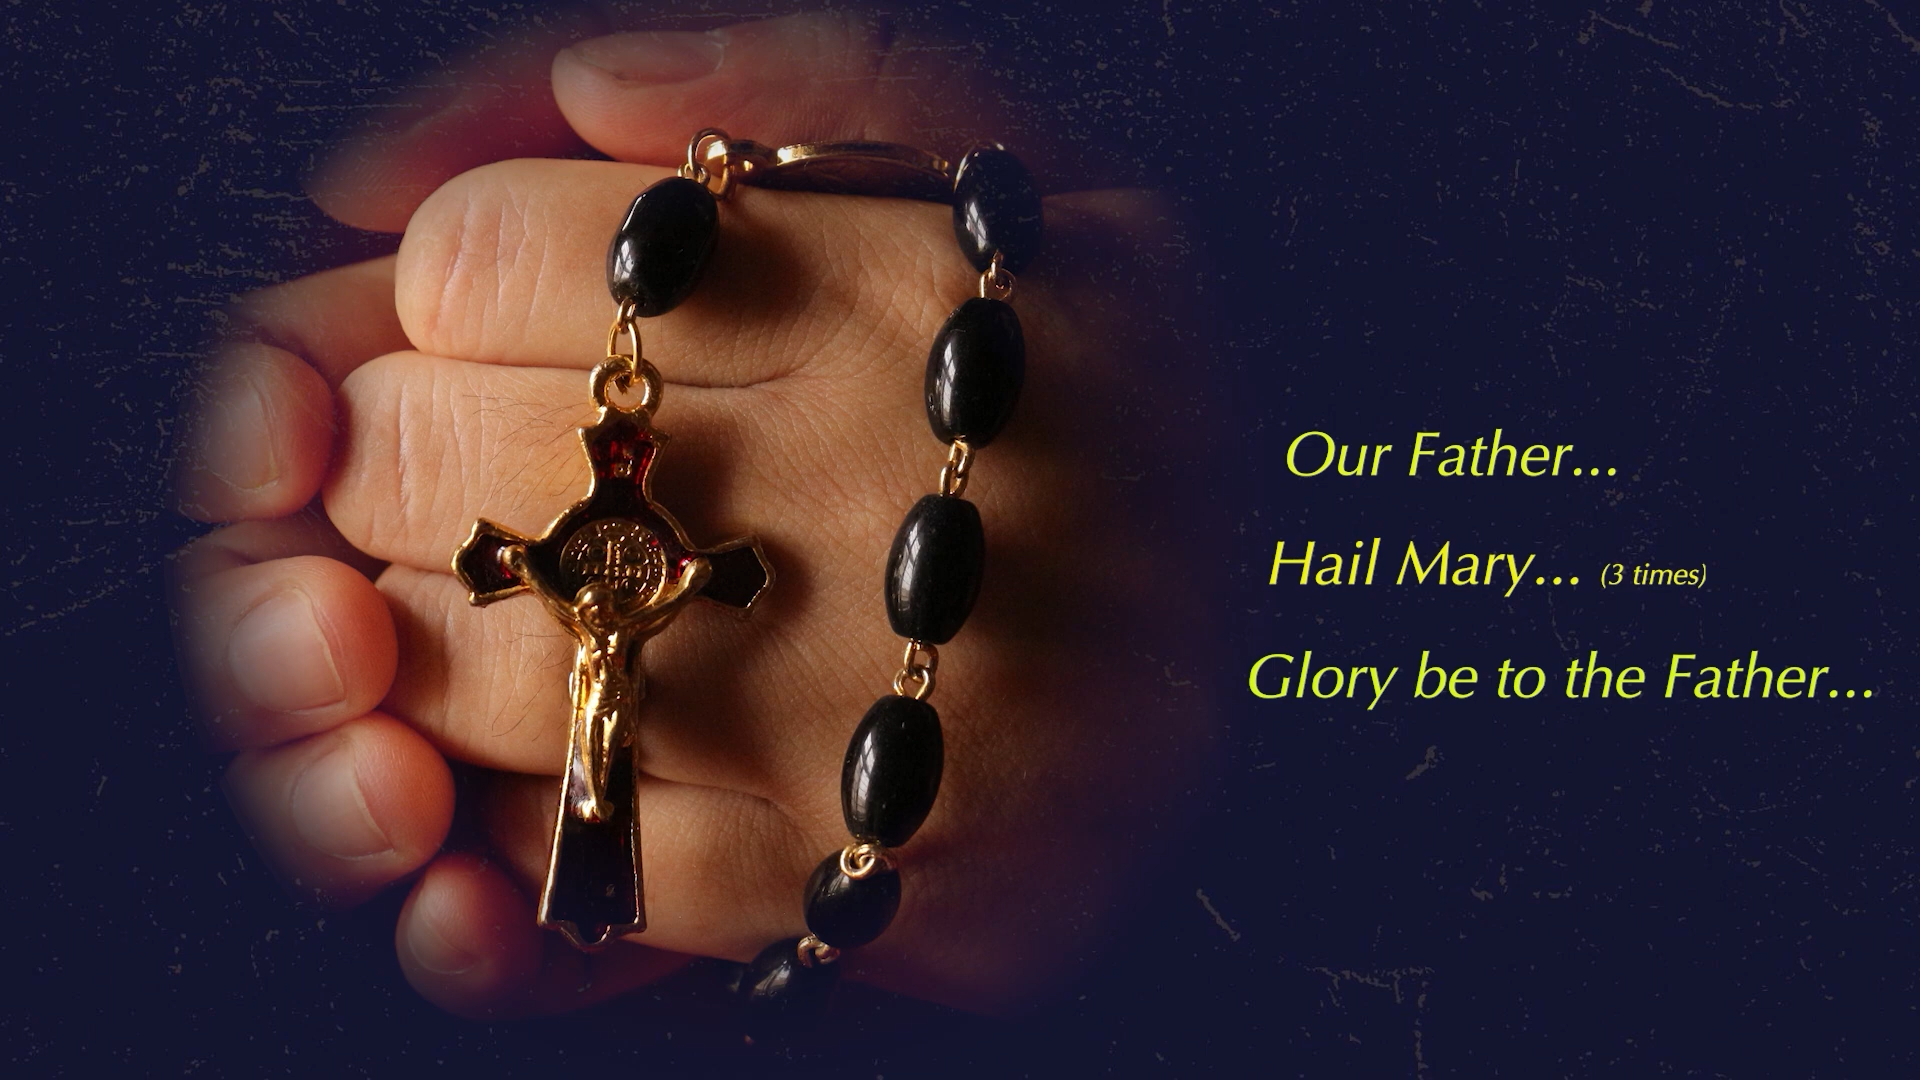 Our Father...
Hail Mary... (3 times)
Glory be to the Father...